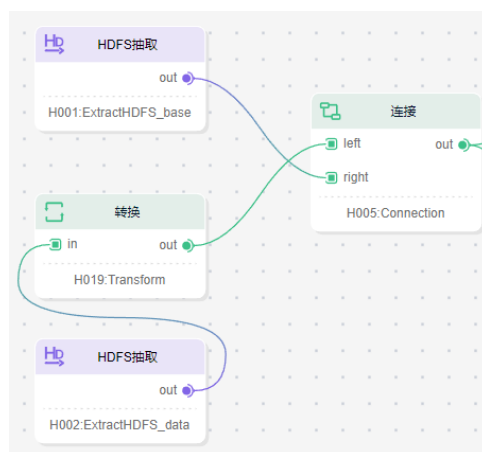 HDFS抽取
out
H001:ExtractHDFS_base
连接
left out
right
H005:Connection
转换
in out
H019:Transform
HDFS抽取
out
H002:ExtractHDFS_data